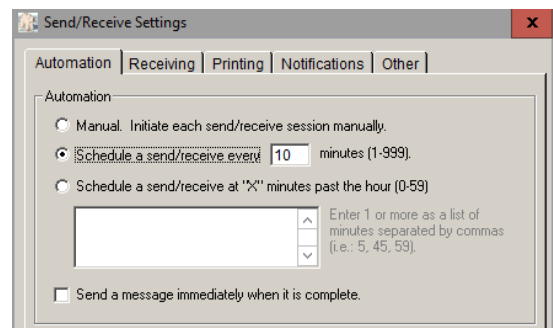 Send/Receive Settings
x
Automation Receiving Printing Notifications Other
Automation
Manual. Initiate each send/receive session manually.
Schedule a send/receive every 10 minutes (1-999).
Schedule a send/receive at "X" minutes past the hour (0-59)
Enter 1 or more as a list of
minutes separated by commas
(i.e.: 5, 45, 59).
Send a message immediately when it is complete.